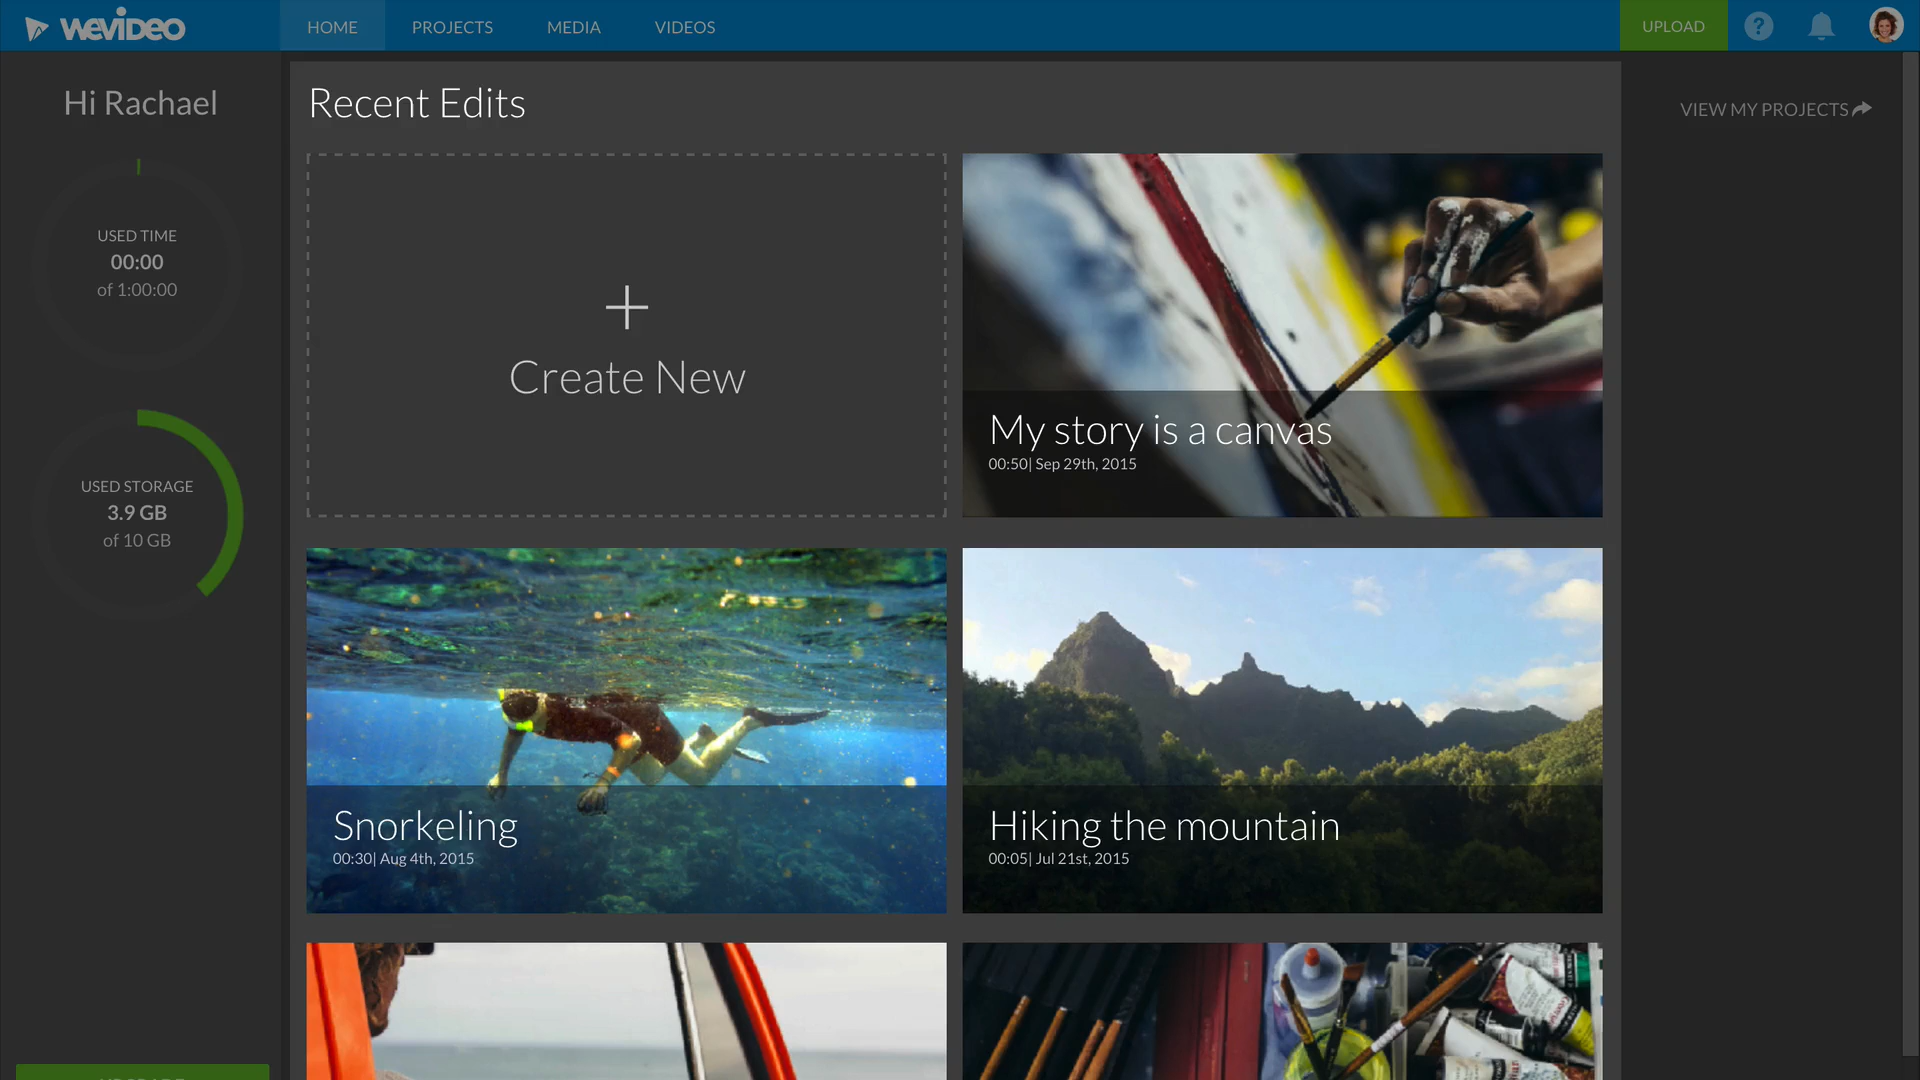 WEVIDEO
HOME
PROJECTS
MEDIA
VIDEOS
UPLOAD
?
Hi Rachael
USED TIME
00:00
of 1:00:00
USED STORAGE
3.9 GB
of 10 GB
Recent Edits
VIEW MY PROJECTS
Create New
My story is a canvas
00:50| Sep 29th, 2015
Snorkeling
00:30| Aug 4th, 2015
Hiking the mountain
00:05| Jul 21st, 2015